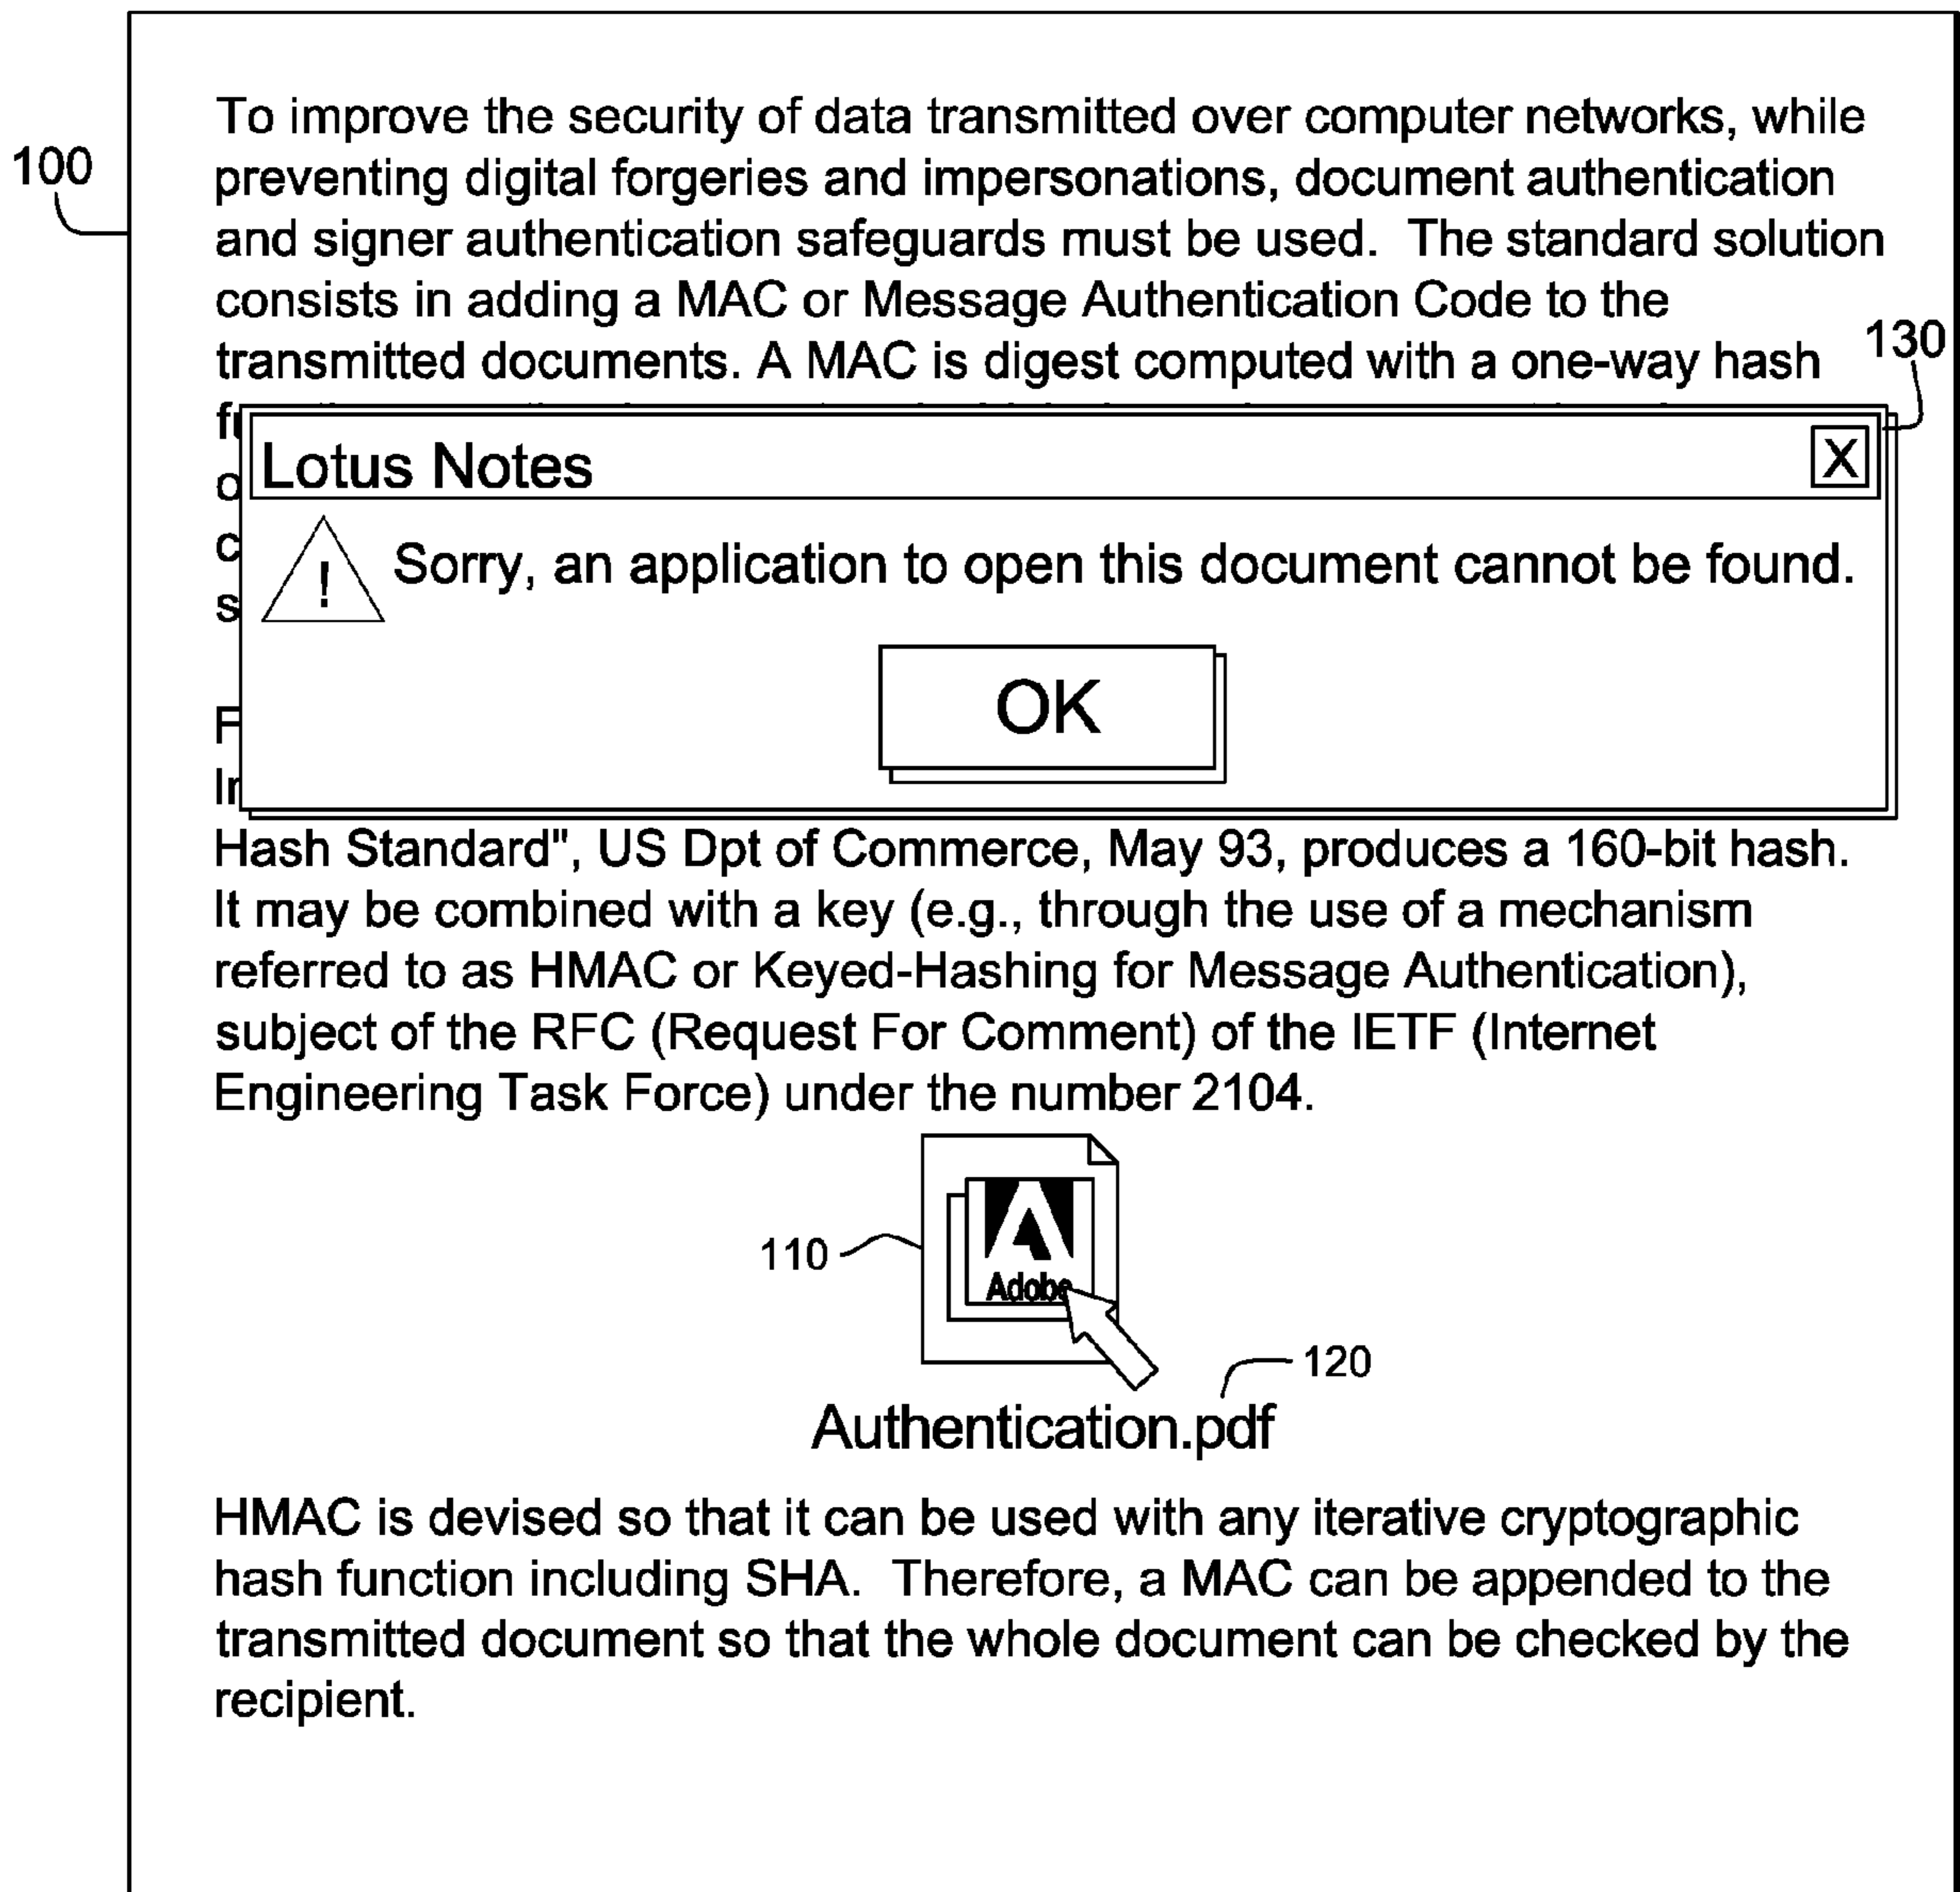 To improve the security of data transmitted over computer networks, while
100
preventing digital forgeries and impersonations, document authentication
and signer authentication safeguards must be used. The standard solution
consists in adding a MAC or Message Authentication Code to the
transmitted documents. A MAC is digest computed with a one-way hash
130
Lotus Notes
X
! Sorry, an application to open this document cannot be found.
OK
Hash Standard", US Dpt of Commerce, May 93, produces a 160-bit hash.
It may be combined with a key (e.g., through the use of a mechanism
referred to as HMAC or Keyed-Hashing for Message Authentication),
subject of the RFC (Request For Comment) of the IETF (Internet
Engineering Task Force) under the number 2104.
110
Adobe
120
Authentication.pdf
HMAC is devised so that it can be used with any iterative cryptographic
hash function including SHA. Therefore, a MAC can be appended to the
transmitted document so that the whole document can be checked by the
recipient.